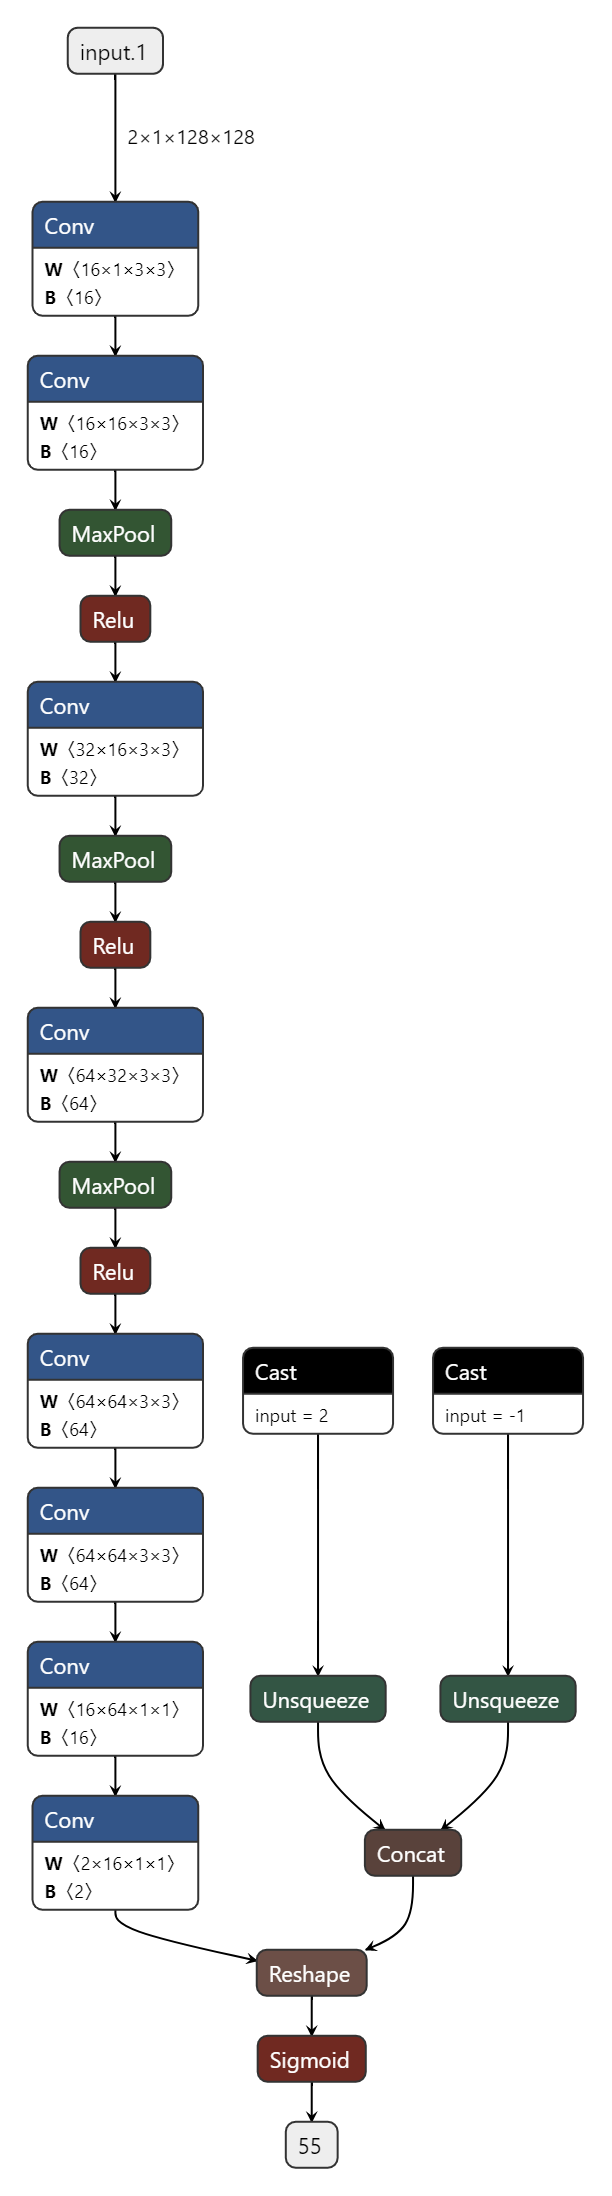 input.1
2×1×128×128
Conv
W〈16×1×3×3〉
B〈16〉
Conv
W〈16×16×3×3〉
B〈16〉
MaxPool
Relu
Conv
W〈32×16×3×3〉
B〈32〉
MaxPool
Relu
Conv
W〈64×32×3×3〉
B〈64〉
MaxPool
Relu
Conv
W〈64×64×3×3〉
B〈64〉
Cast
input = 2
Cast
input = -1
Conv
W〈64×64×3×3〉
B〈64〉
Conv
W〈16×64×1×1〉
B〈16〉
Unsqueeze
Unsqueeze
Conv
W〈2×16×1×1〉
B〈2〉
Concat
Reshape
Sigmoid
55